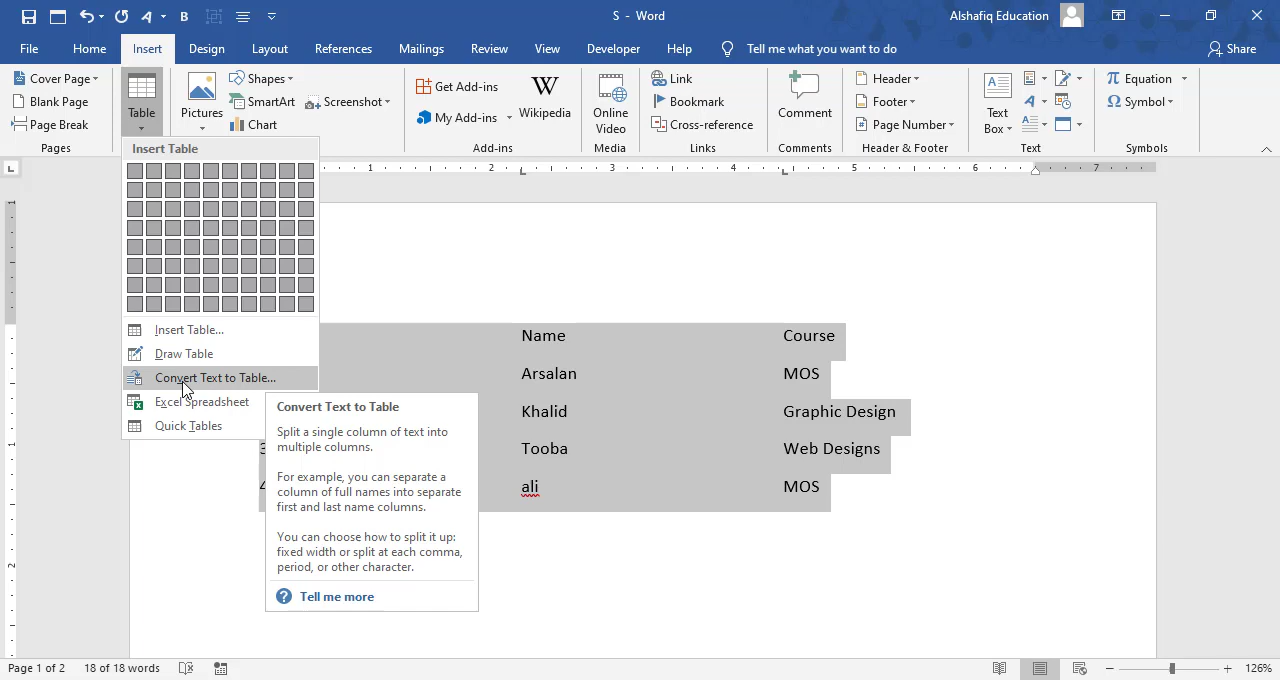 S - Word
Alshafiq Education
File Home Insert Design Layout References Mailings Review View Developer Help Tell me what you want to do Share
Cover Page
Blank Page
Page Break
Pages
Table
Pictures
Shapes
SmartArt
Chart
Screenshot
Get Add-ins
My Add-ins
Wikipedia
Add-ins
Online
Video
Media
Link
Bookmark
Cross-reference
Links
Comment
Comments
Header
Footer
Page Number
Header & Footer
Text
Box
Text
Equation
Symbol
Symbols
Insert Table
Insert Table...
Draw Table
Convert Text to Table...
Excel Spreadsheet
Quick Tables
Convert Text to Table
Split a single column of text into
multiple columns.
For example, you can separate a
column of full names into separate
first and last name columns.
You can choose how to split it up:
fixed width or split at each comma,
period, or other character.
Tell me more
1 2 3 4 5 6 7
Name Course
Arsalan MOS
Khalid Graphic Design
Tooba Web Designs
ali MOS
Page 1 of 2 18 of 18 words 126%